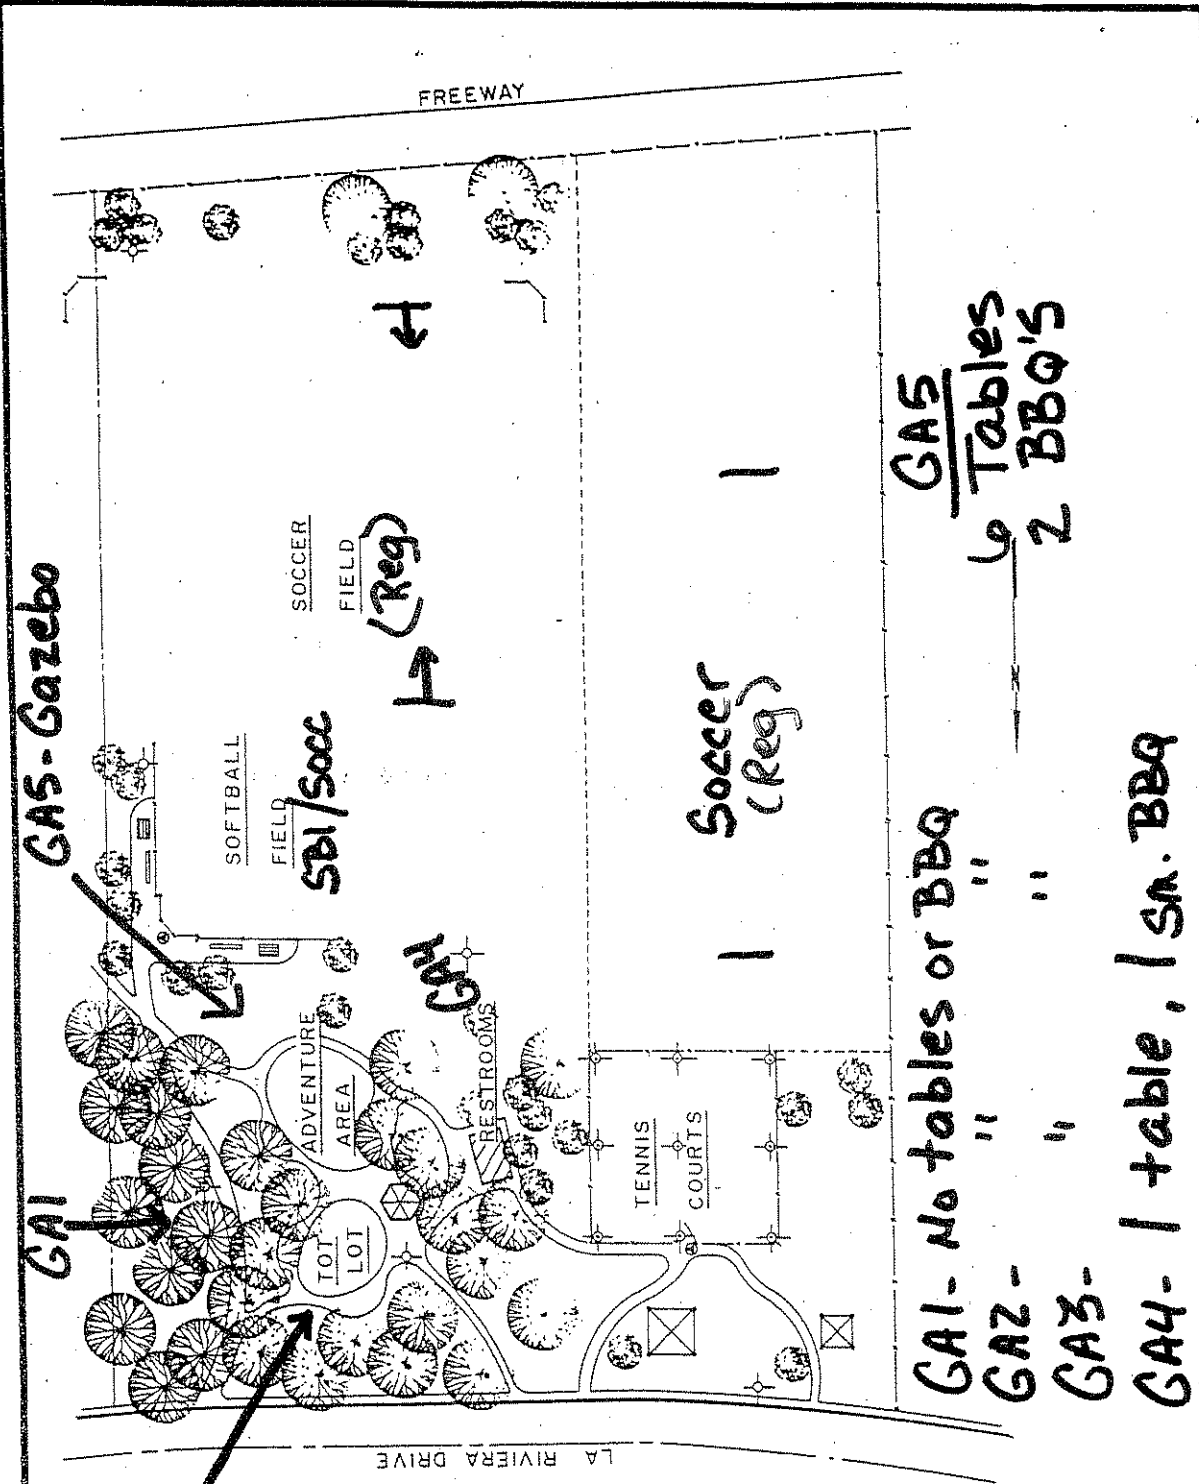 FREEWAY
GA5-Gazebo
SOCCER
FIELD
(Reg)
SOFTBALL
FIELD
SB1/Socc
GA4
GA1
ADVENTURE
AREA
RESTROOMS
TOT
LOT
TENNIS
COURTS
Soccer
(Reg)
LA RIVIERA DRIVE
GA5
6 Tables
2 BBQ's
GA1- No tables or BBQ
GA2- " "
GA3- " "
GA4- 1 table, 1 sm. BBQ